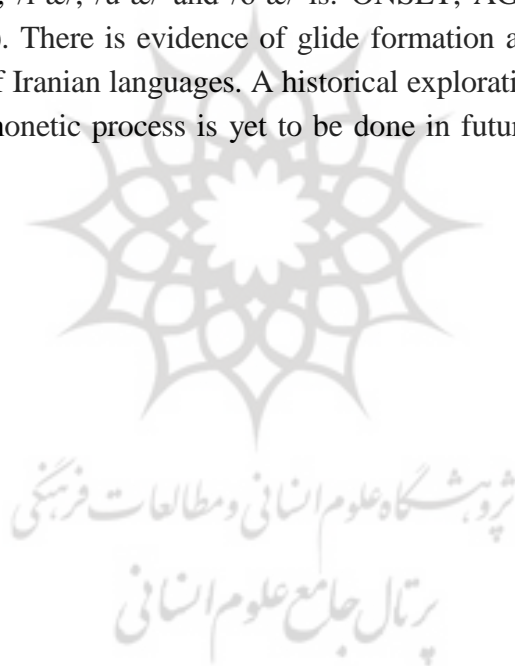 is: ONSET, AG
). There is evidence of glide formation a
f Iranian languages. A historical explorati
honetic process is yet to be done in futur
پژوهشگاه علوم انسانی و مطالعات فرهنگی
پرتال جامع علوم انسانی